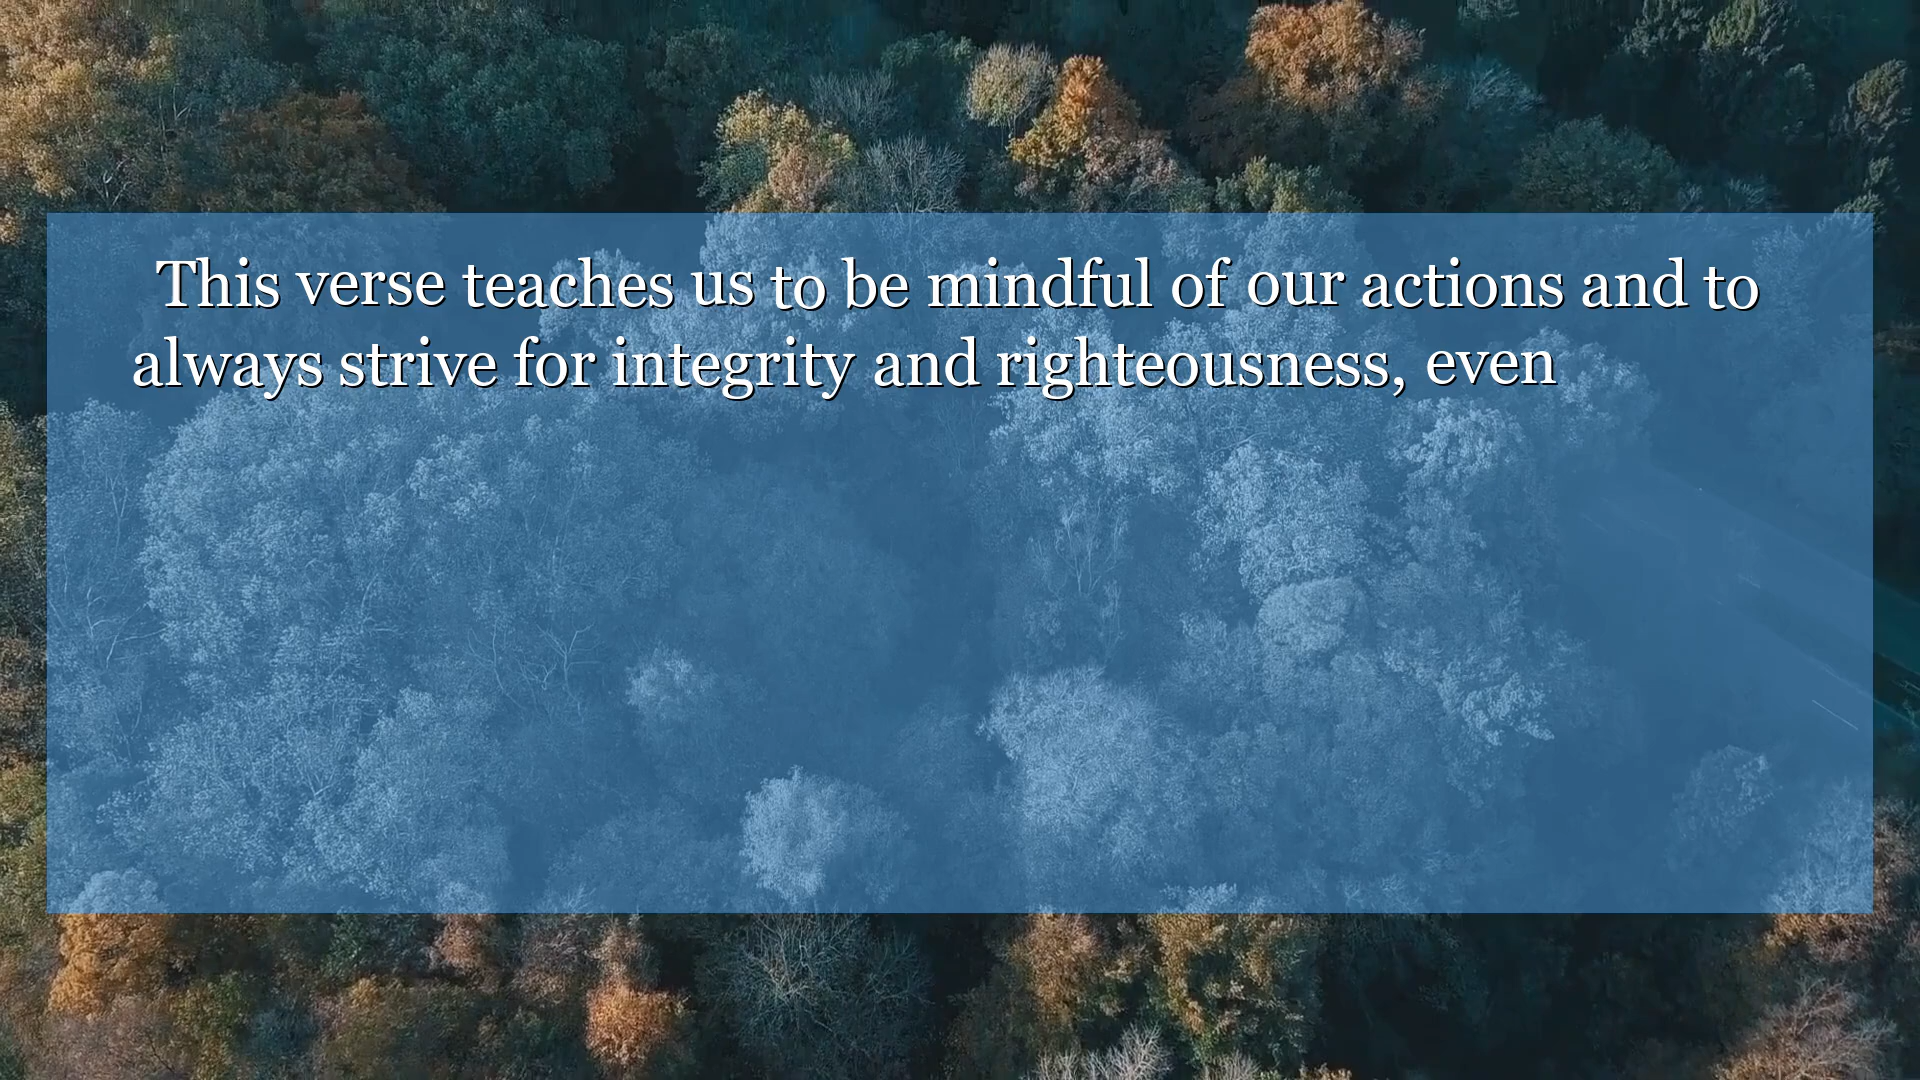 This verse teaches us to be mindful of our actions and to
always strive for integrity and righteousness, even